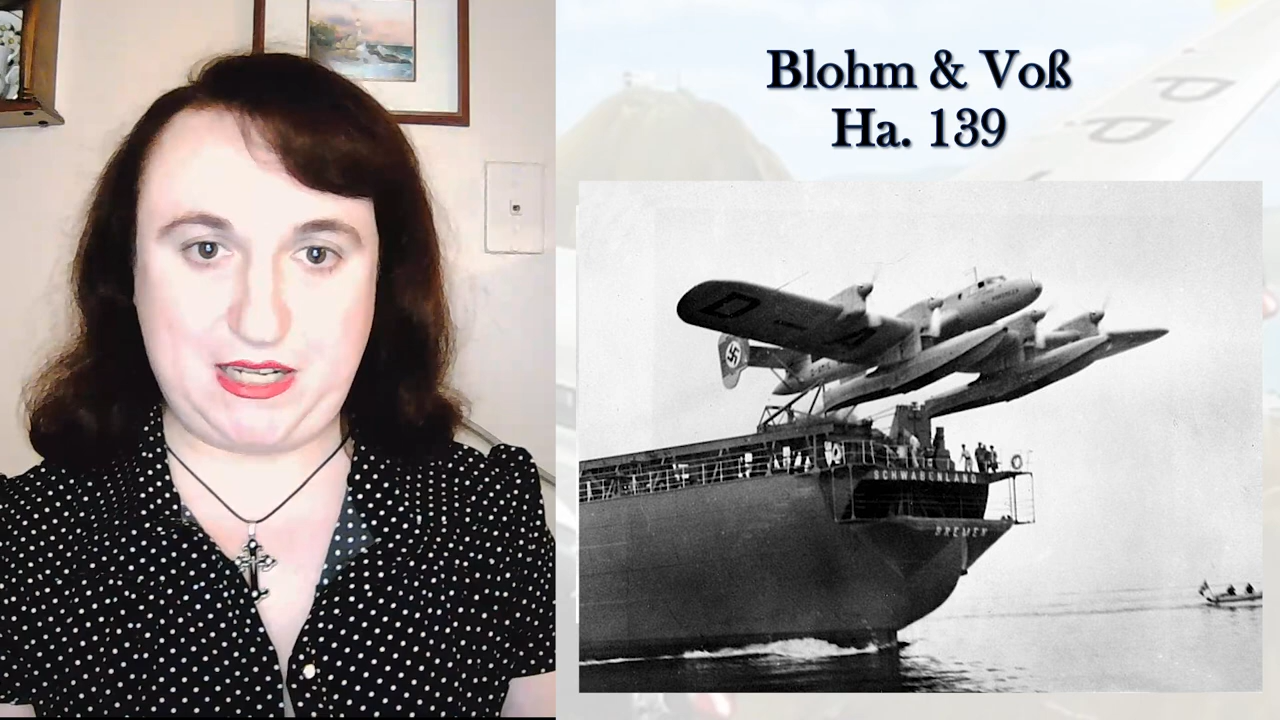 Blohm & Voß
Ha. 139
D-A
SCHWABENLAND
BREMEN
P
P